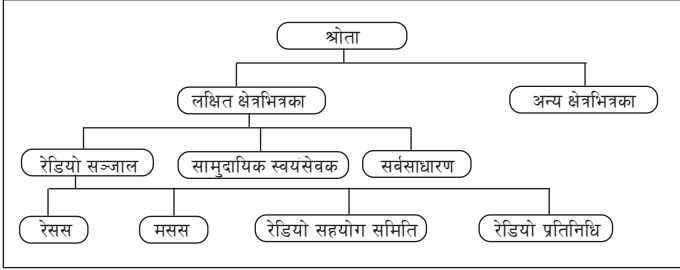 श्रोता
लक्षित क्षेत्रभित्रका
अन्य क्षेत्रभित्रका
रेडियो सञ्जाल
सामुदायिक स्वयंसेवक
सर्वसाधारण
रेसस
मसस
रेडियो सहयोग समिति
रेडियो प्रतिनिधि